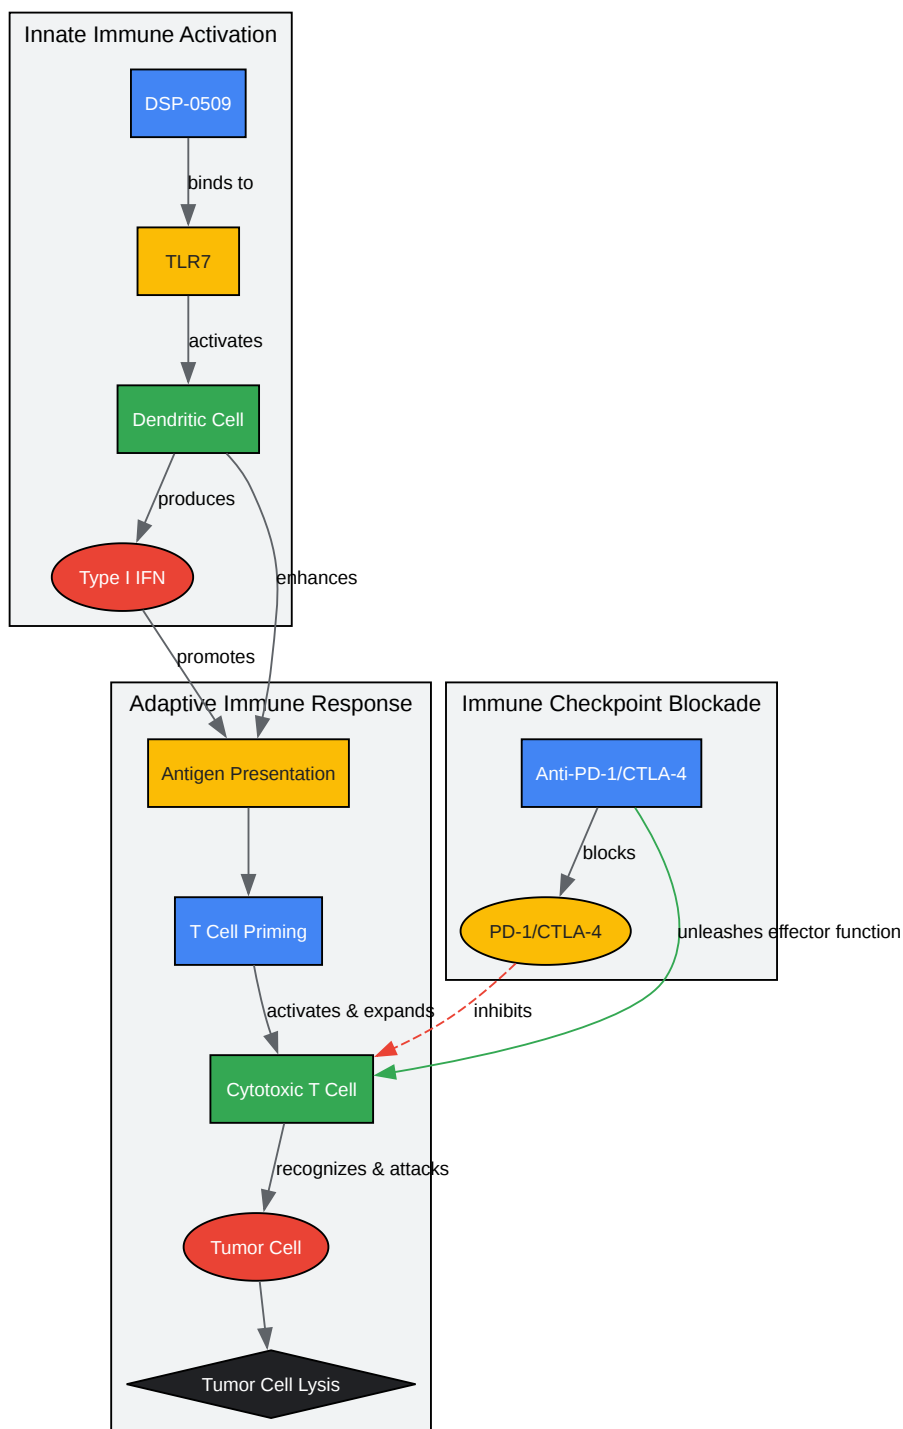 Innate Immune Activation
DSP-0509
binds to
TLR7
activates
Dendritic Cell
produces
Type I IFN
enhances
promotes
Adaptive Immune Response
Immune Checkpoint Blockade
Antigen Presentation
Anti-PD-1/CTLA-4
blocks
T Cell Priming
PD-1/CTLA-4
unleashes effector function
activates & expands
inhibits
Cytotoxic T Cell
recognizes & attacks
Tumor Cell
Tumor Cell Lysis